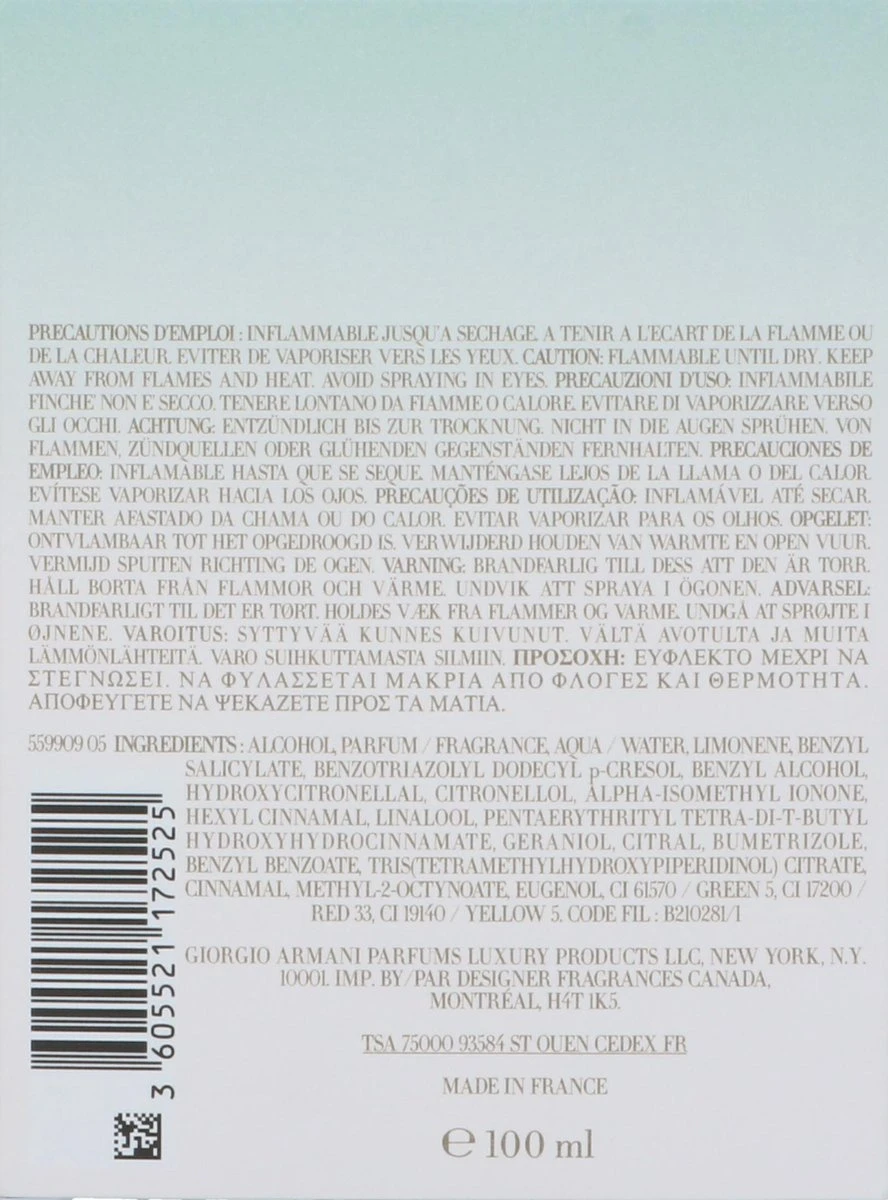 PRECAUTIONS D'EMPLOI : INFLAMMABLE JUSQU'A SECHAGE. A TENIR A L'ECART DE LA FLAMME OU
DE LA CHALEUR. EVITER DE VAPORISER VERS LES YEUX. CAUTION: FLAMMABLE UNTIL DRY. KEEP
AWAY FROM FLAMES AND HEAT. AVOID SPRAYING IN EYES. PRECAUZIONI D'USO: INFIAMMABILE
FINCHE' NON E' SECCO. TENERE LONTANO DA FIAMME O CALORE. EVITARE DI VAPORIZZARE VERSO
GLI OCCHI. ACHTUNG: ENTZÜNDLICH BIS ZUR TROCKNUNG. NICHT IN DIE AUGEN SPRÜHEN. VON
FLAMMEN, ZÜNDQUELLEN ODER GLÜHENDEN GEGENSTÄNDEN FERNHALTEN. PRECAUCIONES DE
EMPLEO: INFLAMABLE HASTA QUE SE SEQUE. MANTÉNGASE LEJOS DE LA LLAMA O DEL CALOR.
EVÍTESE VAPORIZAR HACIA LOS OJOS. PRECAUÇÕES DE UTILIZAÇÃO: INFLAMÁVEL ATÉ SECAR.
MANTER AFASTADO DA CHAMA OU DO CALOR. EVITAR VAPORIZAR PARA OS OLHOS. OPGELET:
ONTVLAMBAAR TOT HET OPGEDROOGD IS. VERWIJDERD HOUDEN VAN WARMTE EN OPEN VUUR.
VERMIJD SPUITEN RICHTING DE OGEN. VARNING: BRANDFARLIG TILL DESS ATT DEN ÄR TORR.
HÅLL BORTA FRÅN FLAMMOR OCH VÄRME. UNDVIK ATT SPRAYA I ÖGONEN. ADVARSEL:
BRANDFARLIGT TIL DET ER TØRT. HOLDES VÆK FRA FLAMMER OG VARME. UNDGÅ AT SPRØJTE I
ØJNENE. VAROITUS: SYTTYVÄÄ KUNNES KUIVUNUT. VÄLTÄ AVOTULTA JA MUITA
LÄMMÖNLÄHTEITÄ. VARO SUIHKUTTAMASTA SILMIIN. ΠΡΟΣΟΧΗ: ΕΥΦΛΕΚΤΟ ΜΕΧΡΙ ΝΑ
ΣΤΕΓΝΩΣΕΙ. ΝΑ ΦΥΛΑΣΣΕΤΑΙ ΜΑΚΡΙΑ ΑΠΟ ΦΛΟΓΕΣ ΚΑΙ ΘΕΡΜΟΤΗΤΑ.
ΑΠΟΦΕΥΓΕΤΕ ΝΑ ΨΕΚΑΖΕΤΕ ΠΡΟΣ ΤΑ ΜΑΤΙΑ.
559909 05 INGREDIENTS : ALCOHOL, PARFUM / FRAGRANCE, AQUA / WATER, LIMONENE, BENZYL
SALICYLATE, BENZOTRIAZOLYL DODECYL p-CRESOL, BENZYL ALCOHOL,
HYDROXYCITRONELLAL, CITRONELLOL, ALPHA-ISOMETHYL IONONE,
HEXYL CINNAMAL, LINALOOL, PENTAERYTHRITYL TETRA-DI-T-BUTYL
HYDROXYHYDROCINNAMATE, GERANIOL, CITRAL, BUMETRIZOLE,
BENZYL BENZOATE, TRIS(TETRAMETHYLHYDROXYPIPERIDINOL) CITRATE,
CINNAMAL, METHYL-2-OCTYNOATE, EUGENOL, CI 61570 / GREEN 5, CI 17200 /
RED 33, CI 19140 / YELLOW 5. CODE FIL : B210281/1
GIORGIO ARMANI PARFUMS LUXURY PRODUCTS LLC, NEW YORK, N.Y.
10001. IMP. BY/PAR DESIGNER FRAGRANCES CANADA,
MONTRÉAL, H4T 1K5.
TSA 75000 93584 ST OUEN CEDEX FR
MADE IN FRANCE
℮ 100 ml
3 605521 172525